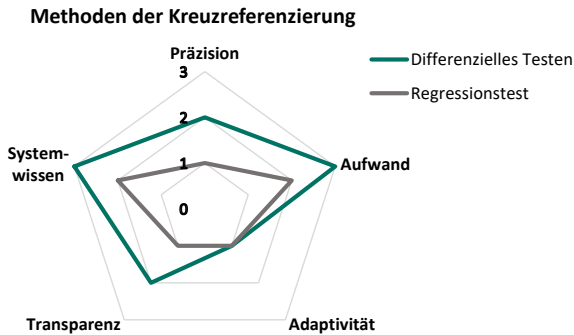 Methoden der Kreuzreferenzierung
Präzision
3
2
1
0
Differenzielles Testen
Regressionstest
System-
wissen
Aufwand
Transparenz
Adaptivität